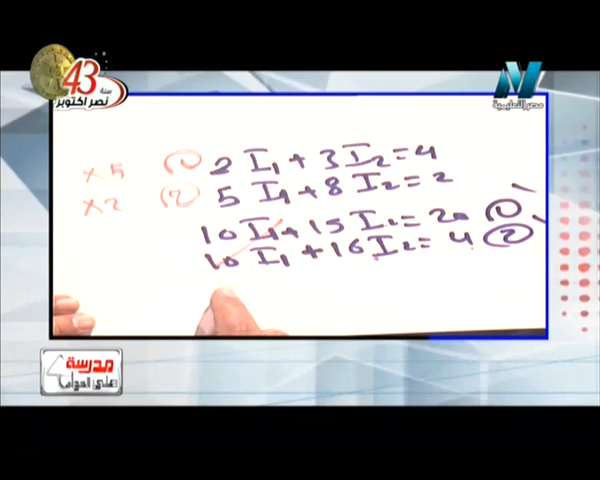 43 سنة
نصر اكتوبر
مصر التعليمية
×5 (1) 2 I₁ + 3 I₂ = 4
×2 (2) 5 I₁ + 8 I₂ = 2
10 I₁ + 15 I₂ = 20 (1)`
10 I₁ + 16 I₂ = 4 (2)`
مدرسة
على الهواء